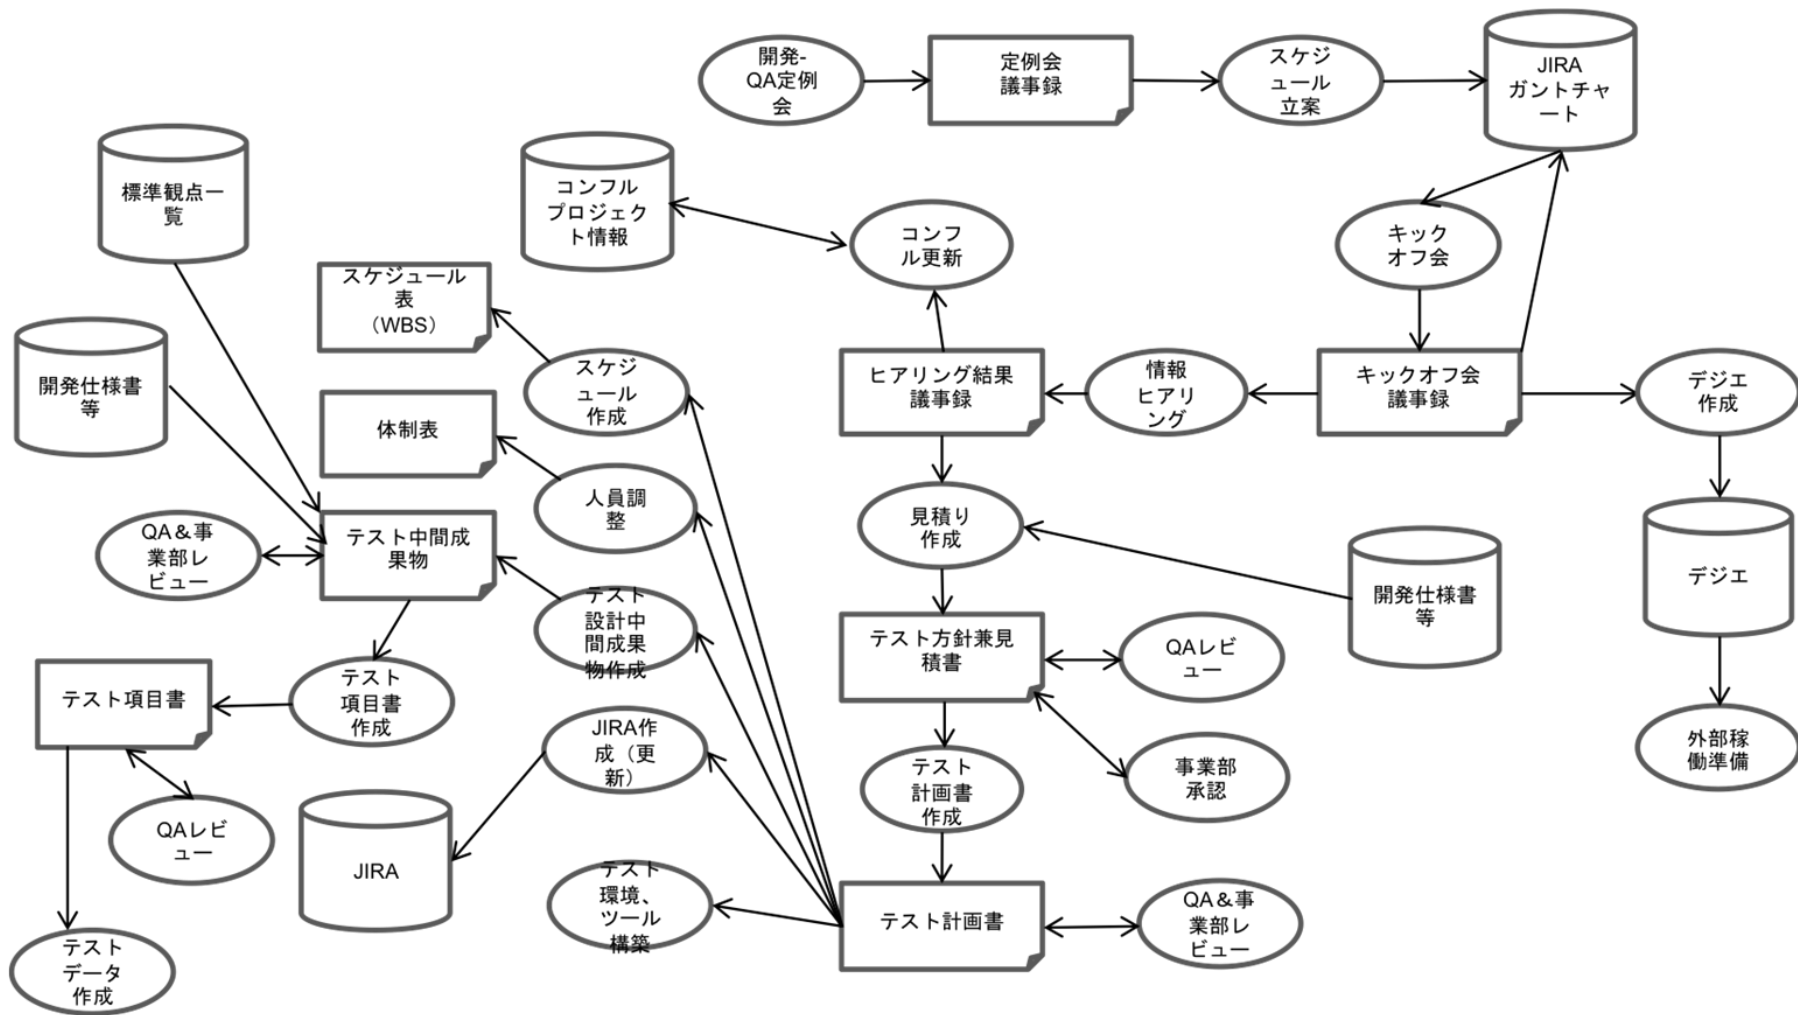 開発-
QA定例
会
定例会
議事録
スケジ
ュール
立案
JIRA
ガントチャ
ート
標準観点一
覧
コンフル
プロジェク
ト情報
コンフ
ル更新
キック
オフ会
スケジュール
表
（WBS）
開発仕様書
等
スケジ
ュール
作成
ヒアリング結果
議事録
情報
ヒアリ
ング
キックオフ会
議事録
デジエ
作成
体制表
人員調
整
見積り
作成
QA＆事
業部レ
ビュー
テスト中間成
果物
開発仕様書
等
デジエ
テスト
設計中
間成果
物作成
テスト方針兼見
積書
QAレビ
ュー
テスト項目書
テスト
項目書
作成
JIRA作
成（更
新）
テスト
計画書
作成
事業部
承認
外部稼
働準備
QAレビ
ュー
JIRA
テスト
環境、
ツール
構築
テスト計画書
QA＆事
業部レ
ビュー
テスト
データ
作成